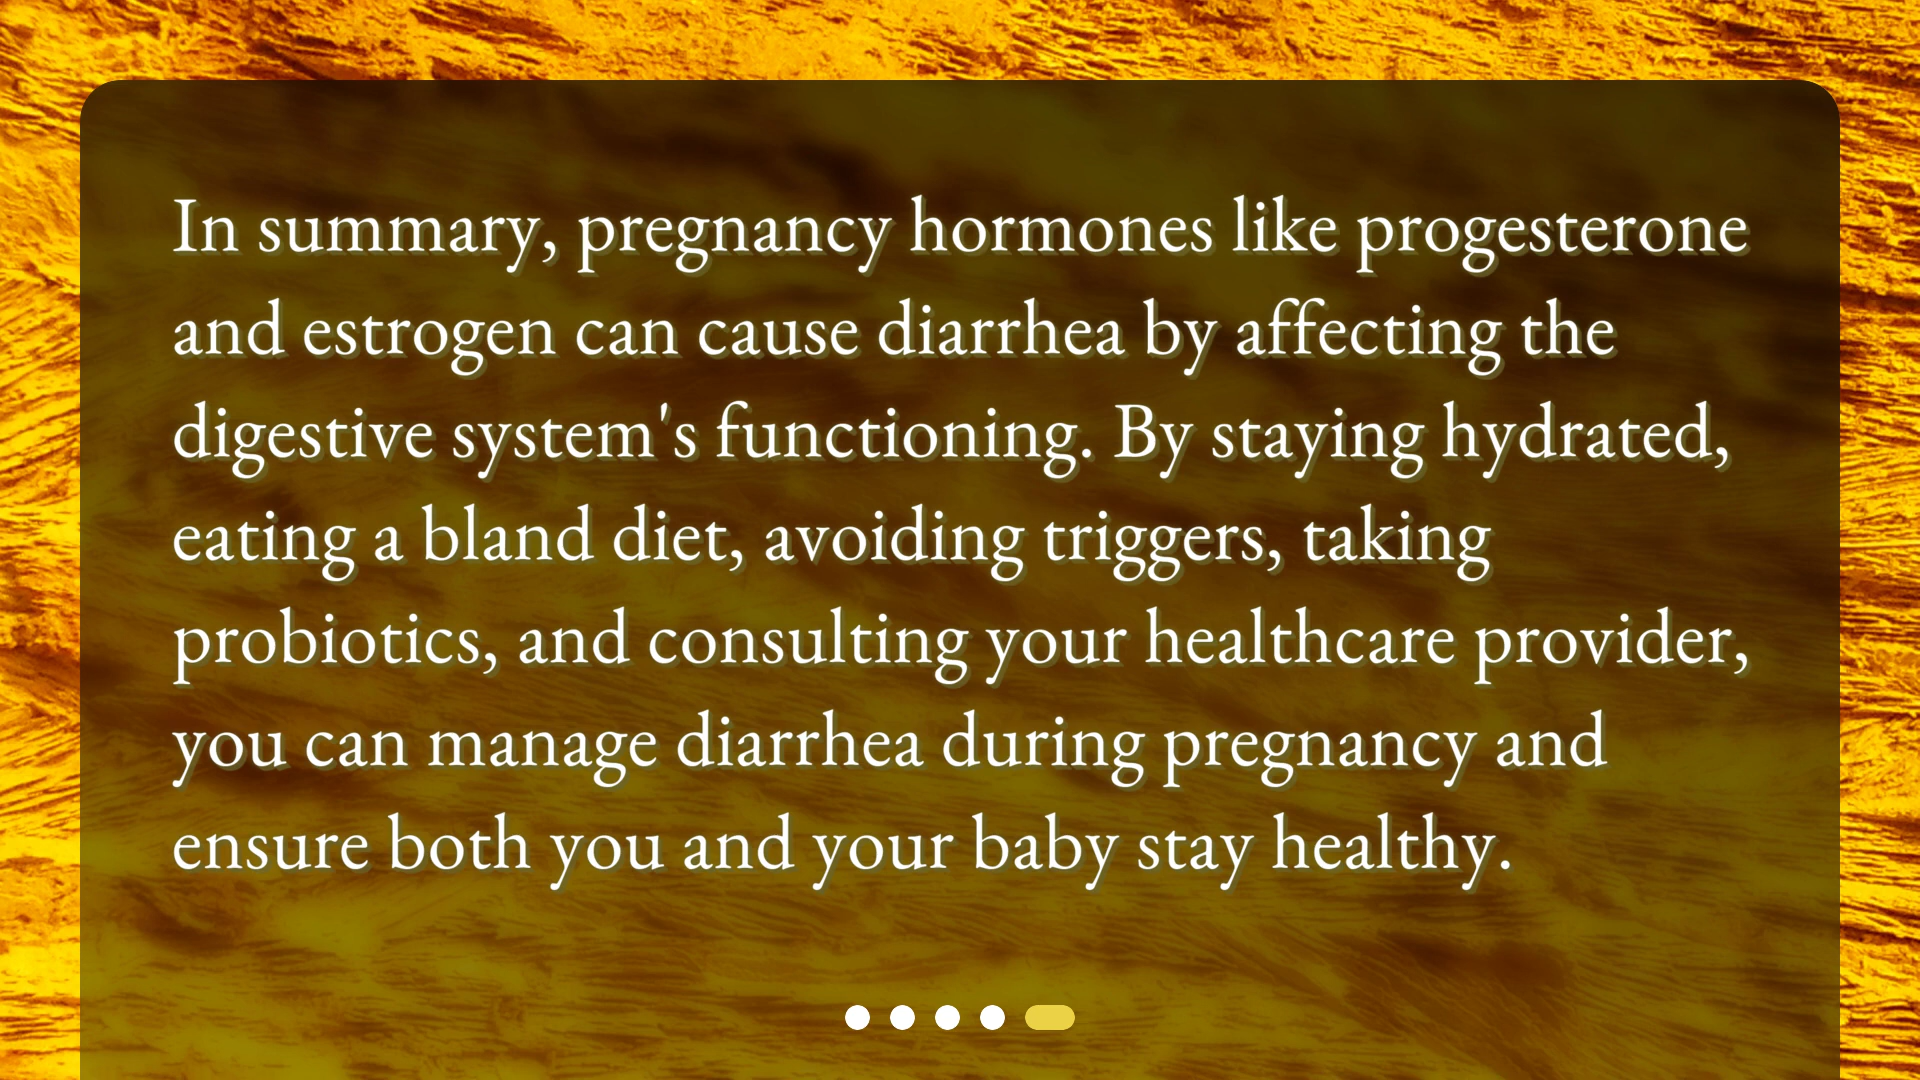 In summary, pregnancy hormones like progesterone
and estrogen can cause diarrhea by affecting the
digestive system's functioning. By staying hydrated,
eating a bland diet, avoiding triggers, taking
probiotics, and consulting your healthcare provider,
you can manage diarrhea during pregnancy and
ensure both you and your baby stay healthy.